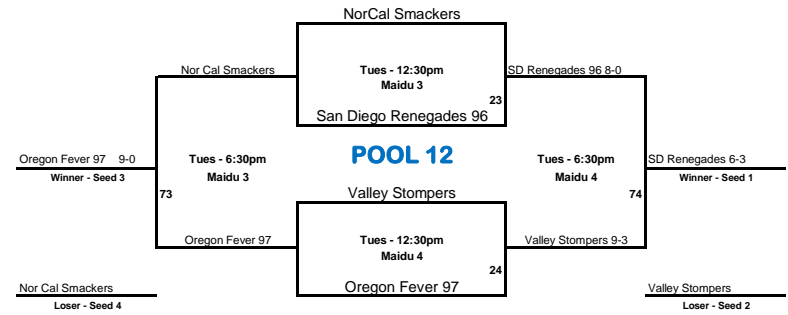 NorCal Smackers
Nor Cal Smackers
Tues - 12:30pm
SD Renegades 96 8-0
Maidu 3
23
San Diego Renegades 96
Oregon Fever 97 9-0
Tues - 6:30pm
POOL 12
Tues - 6:30pm
SD Renegades 6-3
Winner - Seed 3
Maidu 3
Maidu 4
Winner - Seed 1
73
Valley Stompers
74
Oregon Fever 97
Tues - 12:30pm
Valley Stompers 9-3
Maidu 4
24
Oregon Fever 97
Nor Cal Smackers
Valley Stompers
Loser - Seed 4
Loser - Seed 2